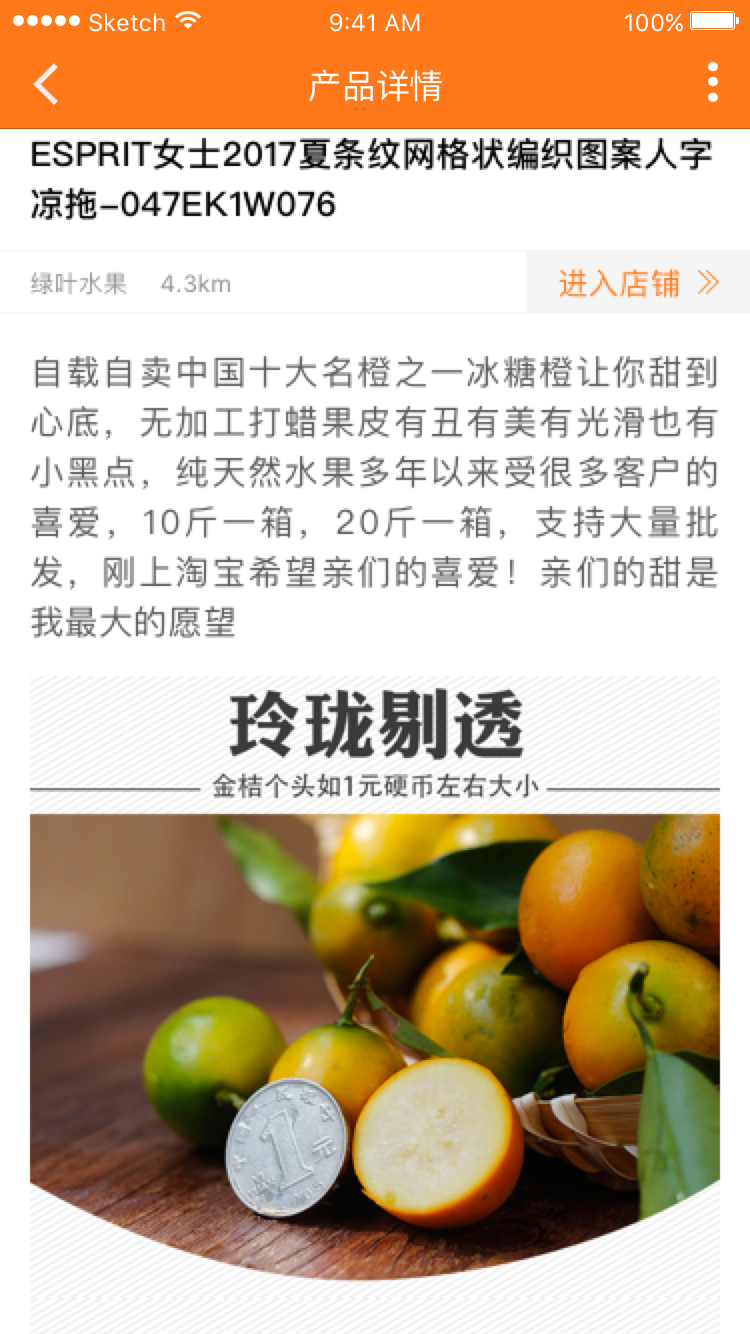 Sketch 9:41 AM 100%
产品详情
ESPRIT女士2017夏条纹网格状编织图案人字
凉拖-047EK1W076
绿叶水果 4.3km 进入店铺
自载自卖中国十大名橙之一冰糖橙让你甜到
心底，无加工打蜡果皮有丑有美有光滑也有
小黑点，纯天然水果多年以来受很多客户的
喜爱，10斤一箱，20斤一箱，支持大量批
发，刚上淘宝希望亲们的喜爱！亲们的甜是
我最大的愿望
玲珑剔透
金桔个头如1元硬币左右大小
1
元